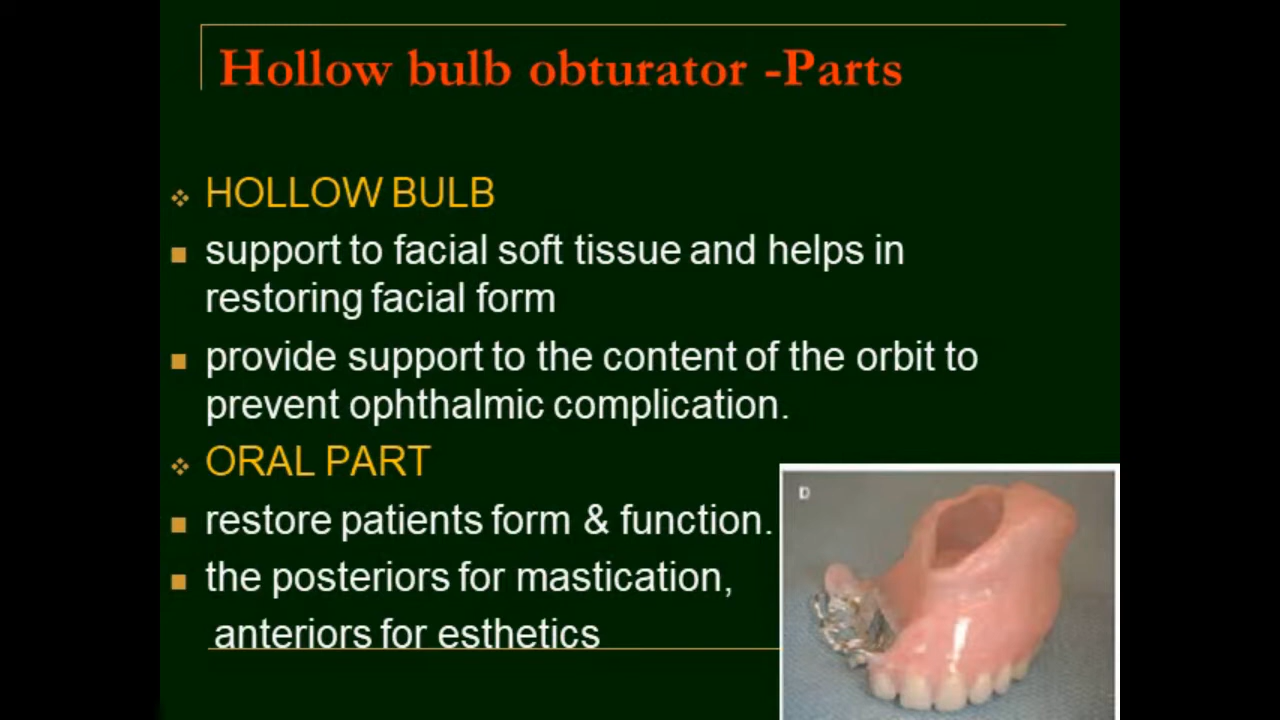 Hollow bulb obturator -Parts
HOLLOW BULB
support to facial soft tissue and helps in
restoring facial form
provide support to the content of the orbit to
prevent ophthalmic complication.
ORAL PART
restore patients form & function.
the posteriors for mastication,
anteriors for esthetics
D